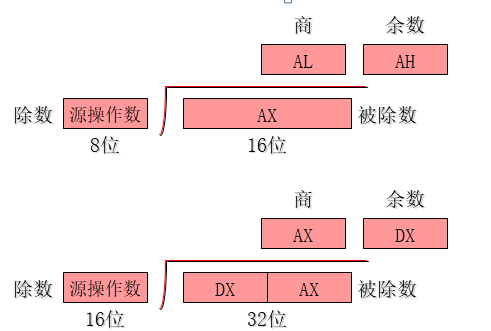 商 余数
AL AH
除数 源操作数 AX 被除数
8位 16位
商 余数
AX DX
除数 源操作数 DX AX 被除数
16位 32位